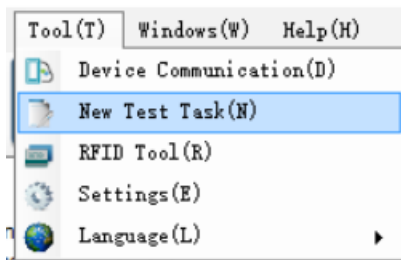 Tool(T) Windows(W) Help(H)
Device Communication(D)
New Test Task(N)
RFID Tool(R)
Settings(E)
Language(L)